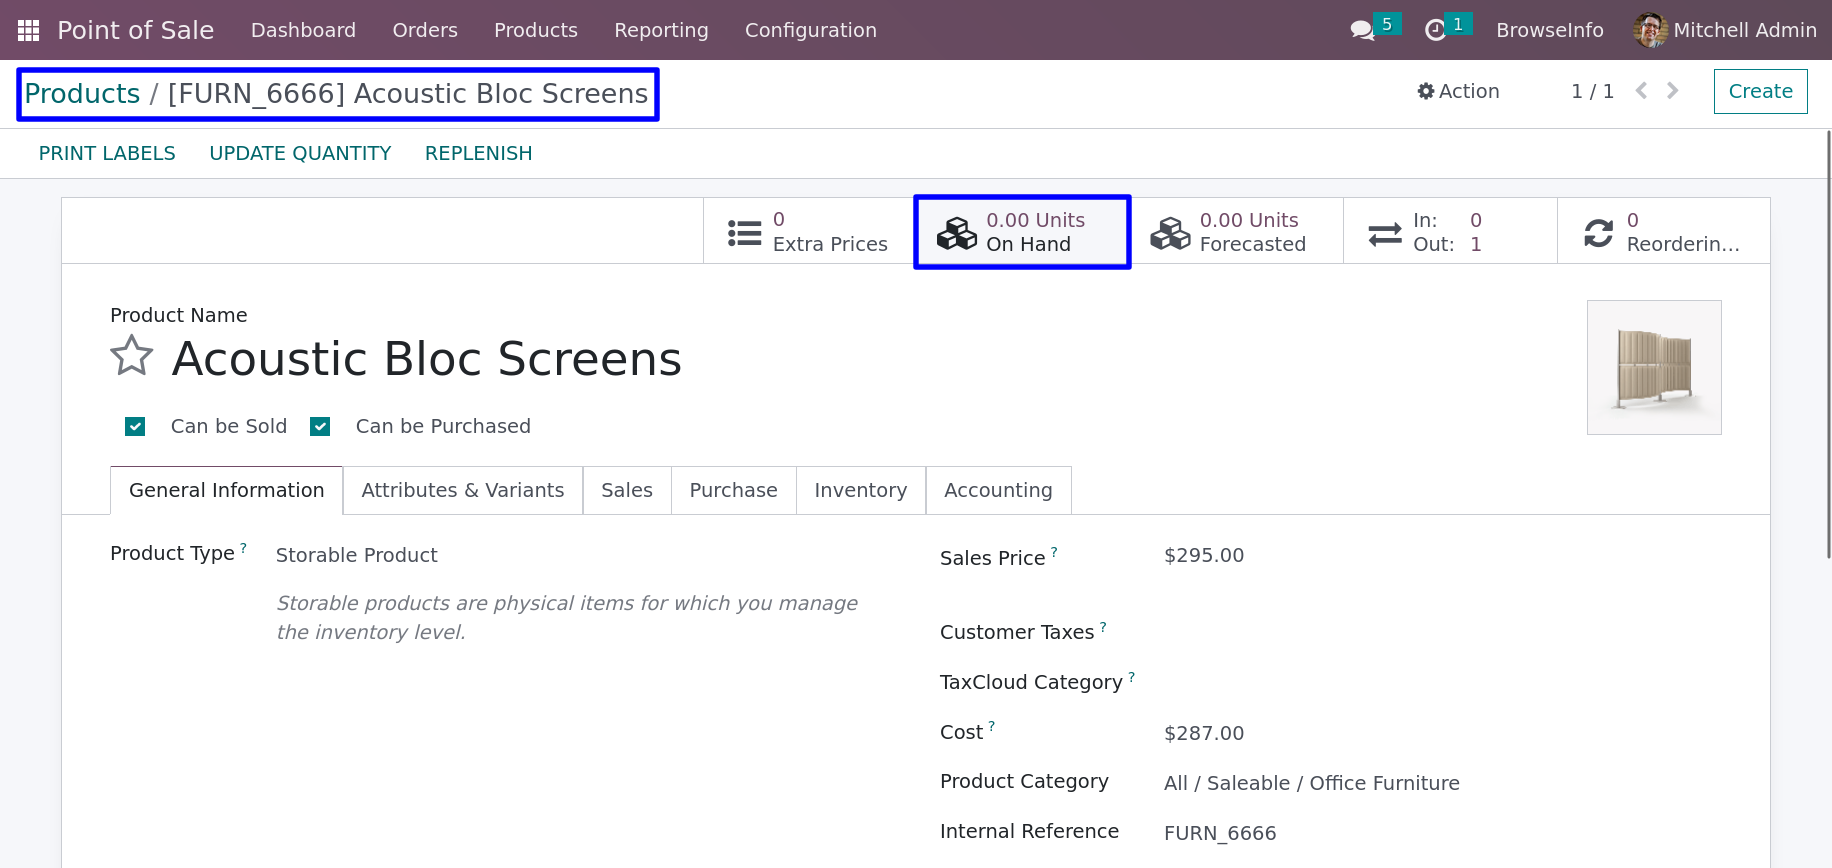 Point of Sale Dashboard Orders Products Reporting Configuration 5 1 BrowseInfo Mitchell Admin
Products / [FURN_6666] Acoustic Bloc Screens Action 1 / 1 Create
PRINT LABELS UPDATE QUANTITY REPLENISH
0 0.00 Units 0.00 Units In: 0 0
Extra Prices On Hand Forecasted Out: 1 Reorderin...
Product Name
Acoustic Bloc Screens
Can be Sold Can be Purchased
General Information Attributes & Variants Sales Purchase Inventory Accounting
Product Type ? Storable Product Sales Price ? $295.00
Storable products are physical items for which you manage
the inventory level.
Customer Taxes ?
TaxCloud Category ?
Cost ? $287.00
Product Category All / Saleable / Office Furniture
Internal Reference FURN_6666